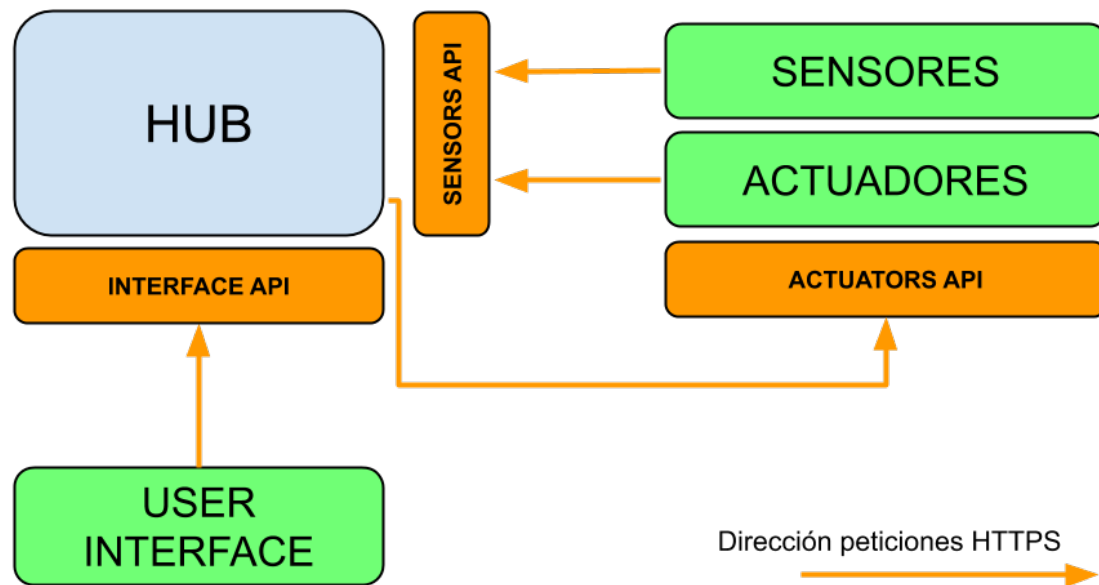 HUB
SENSORS API
SENSORES
ACTUADORES
INTERFACE API
ACTUATORS API
USER
INTERFACE
Dirección peticiones HTTPS